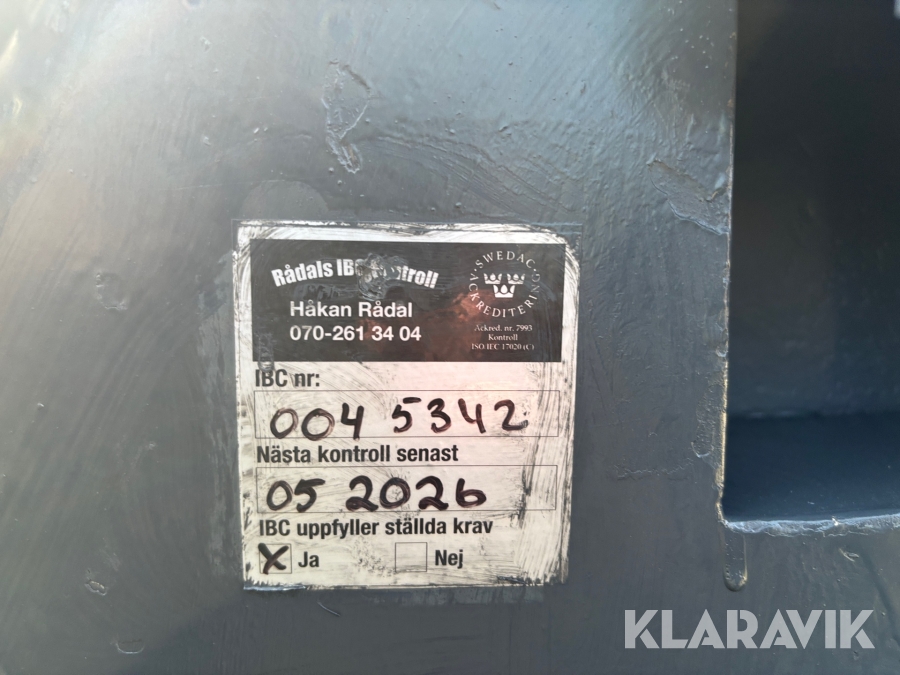 Rådals IBC kontroll
Håkan Rådal
070-261 34 04
SWEDAC
ACKREDITERING
Ackred. nr. 7993
Kontroll
ISO/IEC 17020 (C)
IBC nr:
004 5342
Nästa kontroll senast
05 2026
IBC uppfyller ställda krav
X Ja
Nej
KLARAVIK